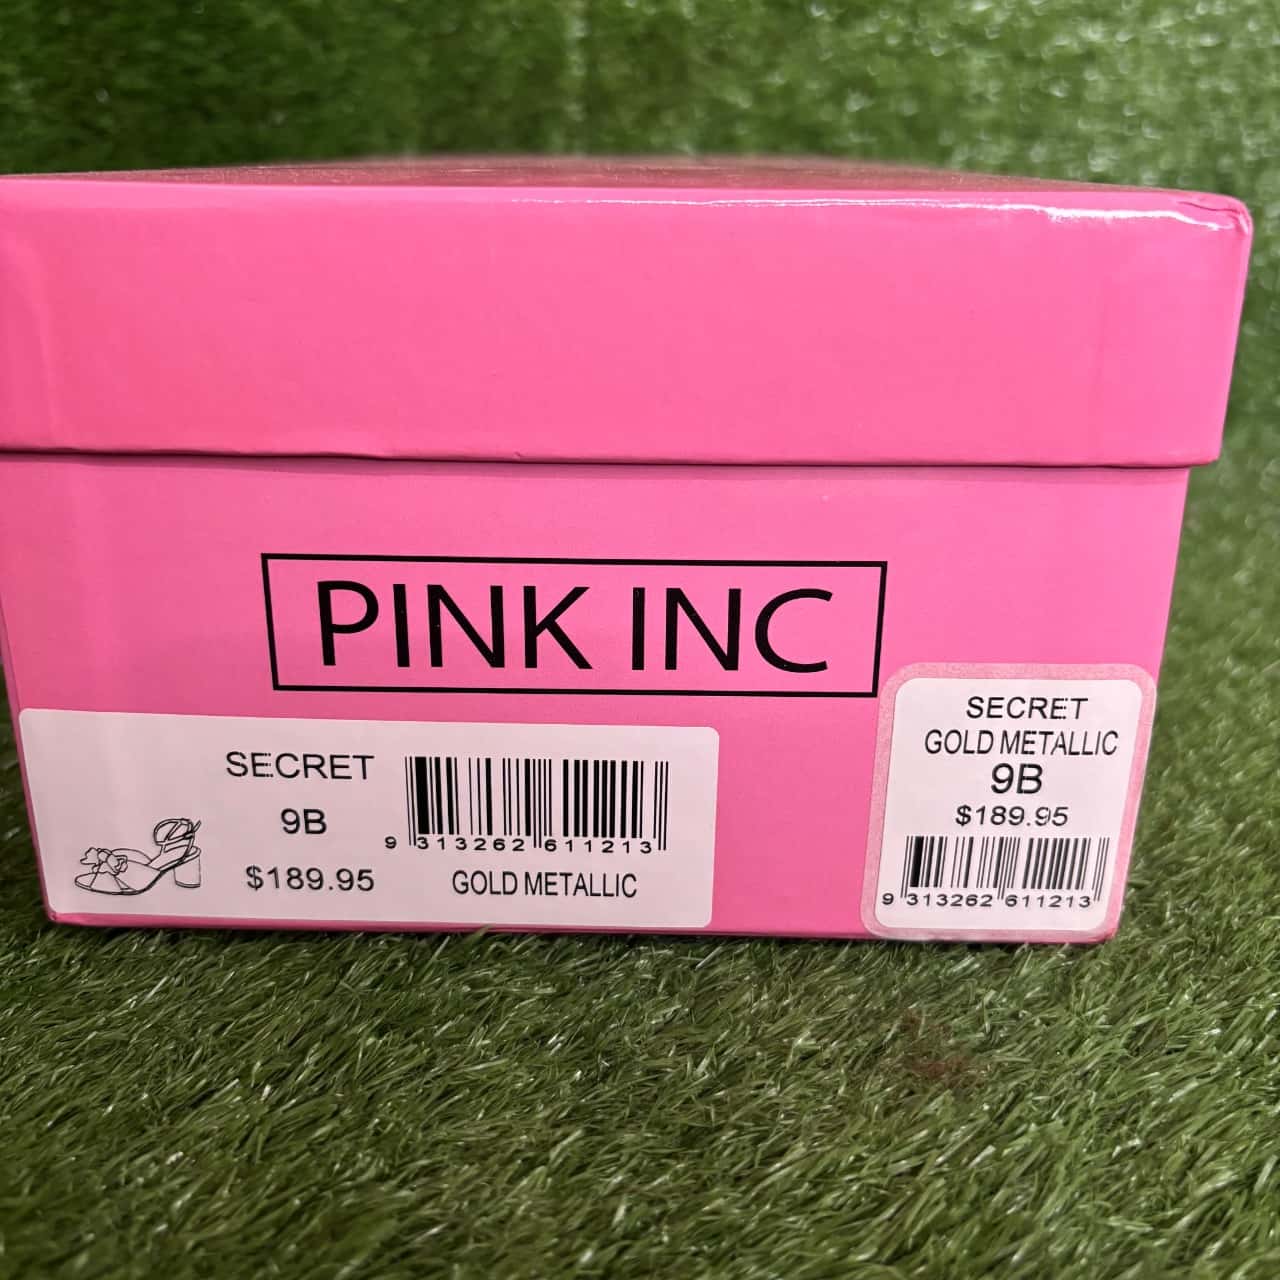 PINK INC
SECRET
9B
$189.95
9 313262 611213
GOLD METALLIC
SECRET
GOLD METALLIC
9B
$189.95
9 313262 611213